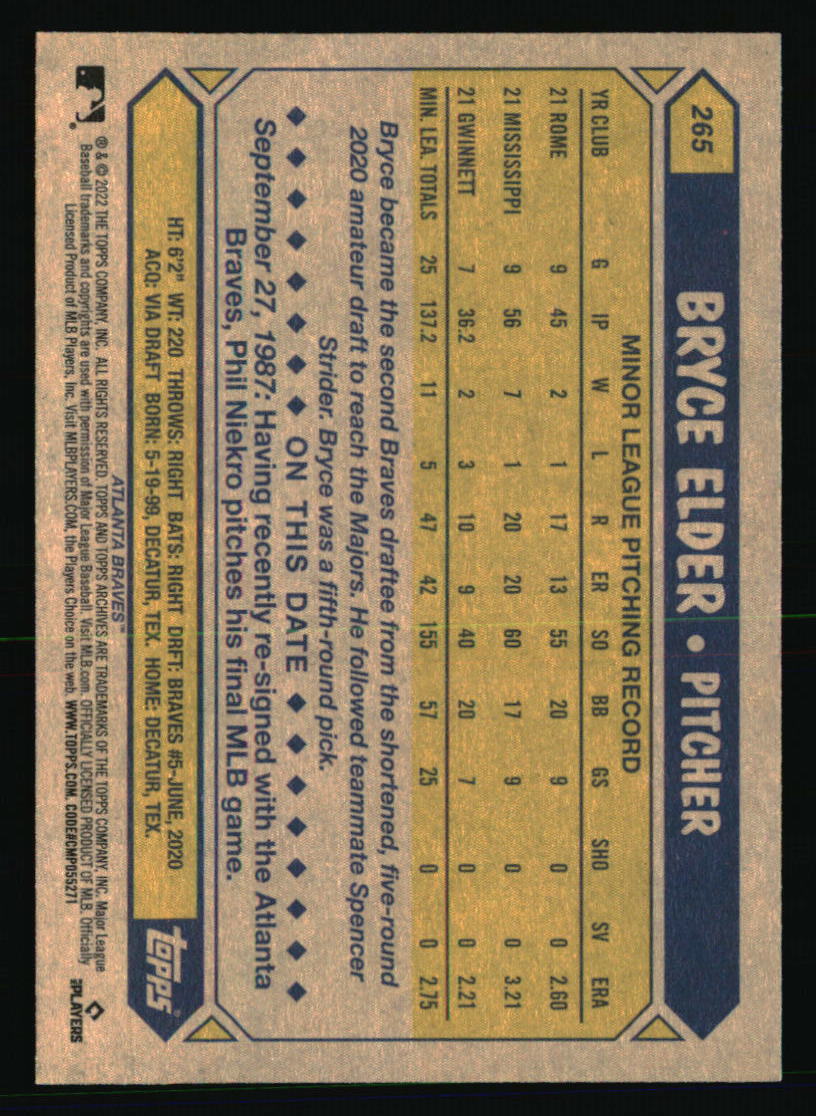 265
BRYCE ELDER • PITCHER
MINOR LEAGUE PITCHING RECORD
YR CLUB G IP W L R ER SO BB GS SHO SV ERA
21 ROME 9 45 2 1 17 13 55 20 9 0 0 2.60
21 MISSISSIPPI 9 56 7 1 20 20 60 17 9 0 0 3.21
21 GWINNETT 7 36.2 2 3 10 9 40 20 7 0 0 2.21
MIN. LEA. TOTALS 25 137.2 11 5 47 42 155 57 25 0 0 2.75
Bryce became the second Braves draftee from the shortened, five-round
2020 amateur draft to reach the Majors. He followed teammate Spencer
Strider. Bryce was a fifth-round pick.
◆ ◆ ◆ ◆ ◆ ◆ ◆ ◆ ON THIS DATE ◆ ◆ ◆ ◆ ◆ ◆ ◆ ◆
September 27, 1987: Having recently re-signed with the Atlanta
Braves, Phil Niekro pitches his final MLB game.
HT: 6'2" WT: 220 THROWS: RIGHT BATS: RIGHT DRFT: BRAVES #5-JUNE, 2020
ACQ: VIA DRAFT BORN: 5-19-99, DECATUR, TEX. HOME: DECATUR, TEX.
topps®
ATLANTA BRAVES™
® & © 2022 THE TOPPS COMPANY, INC. ALL RIGHTS RESERVED. TOPPS AND TOPPS ARCHIVES ARE TRADEMARKS OF THE TOPPS COMPANY, INC. Major League
Baseball trademarks and copyrights are used with permission of Major League Baseball. Visit MLB.com. OFFICIALLY LICENSED PRODUCT OF MLB. Officially
Licensed Product of MLB Players, Inc. Visit MLBPLAYERS.COM, the Players Choice on the web. WWW.TOPPS.COM CODE#CMP055271
PLAYERS